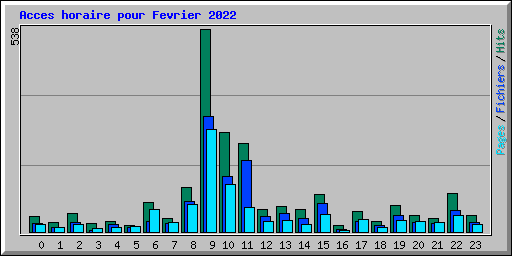 Acces horaire pour Fevrier 2022
538
Pages/Fichiers/Hits
0 1 2 3 4 5 6 7 8 9 10 11 12 13 14 15 16 17 18 19 20 21 22 23